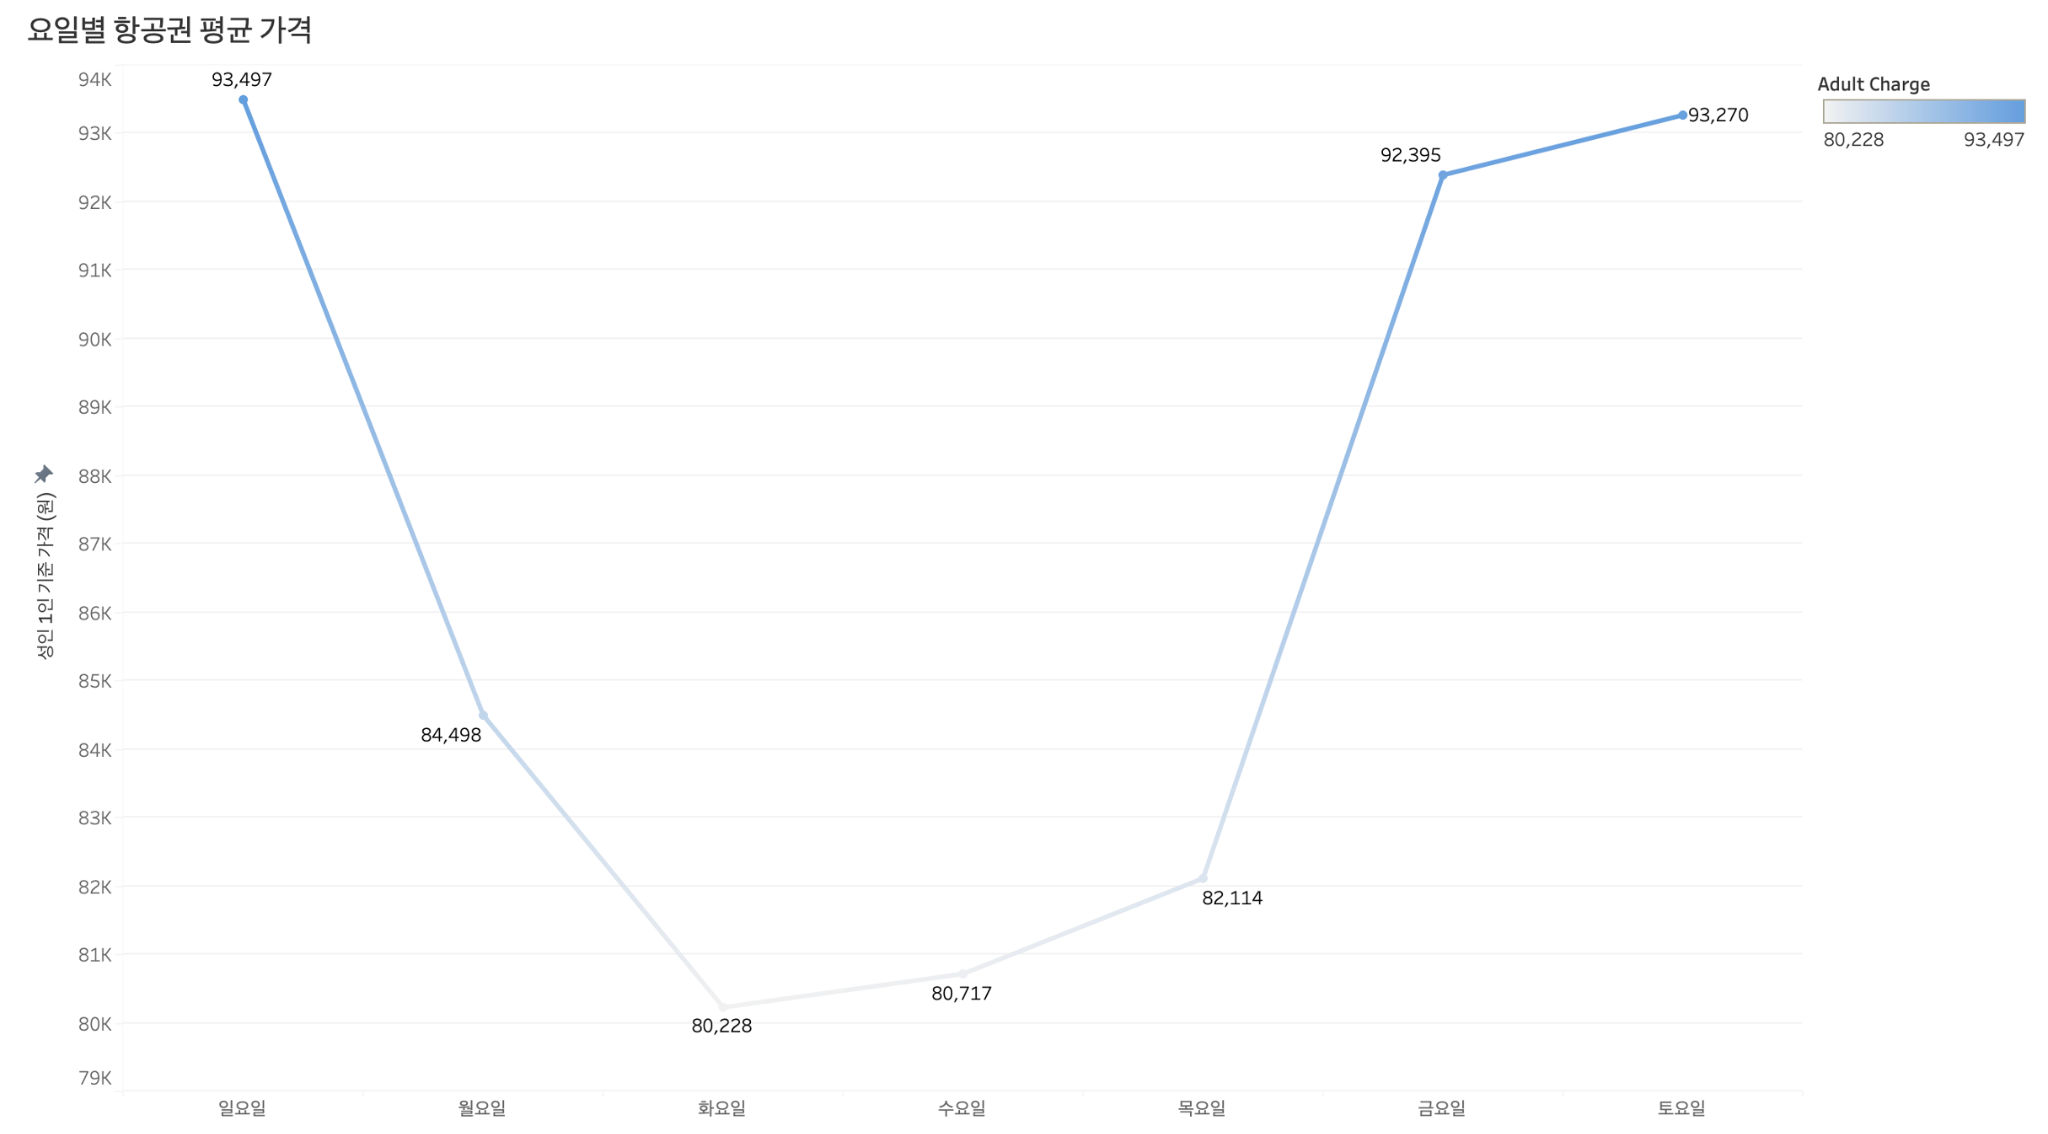 요일별 항공권 평균 가격
성인 1인 기준 가격 (원)
94K
93K
92K
91K
90K
89K
88K
87K
86K
85K
84K
83K
82K
81K
80K
79K
93,497
84,498
80,228
80,717
82,114
92,395
93,270
일요일
월요일
화요일
수요일
목요일
금요일
토요일
Adult Charge
80,228 93,497